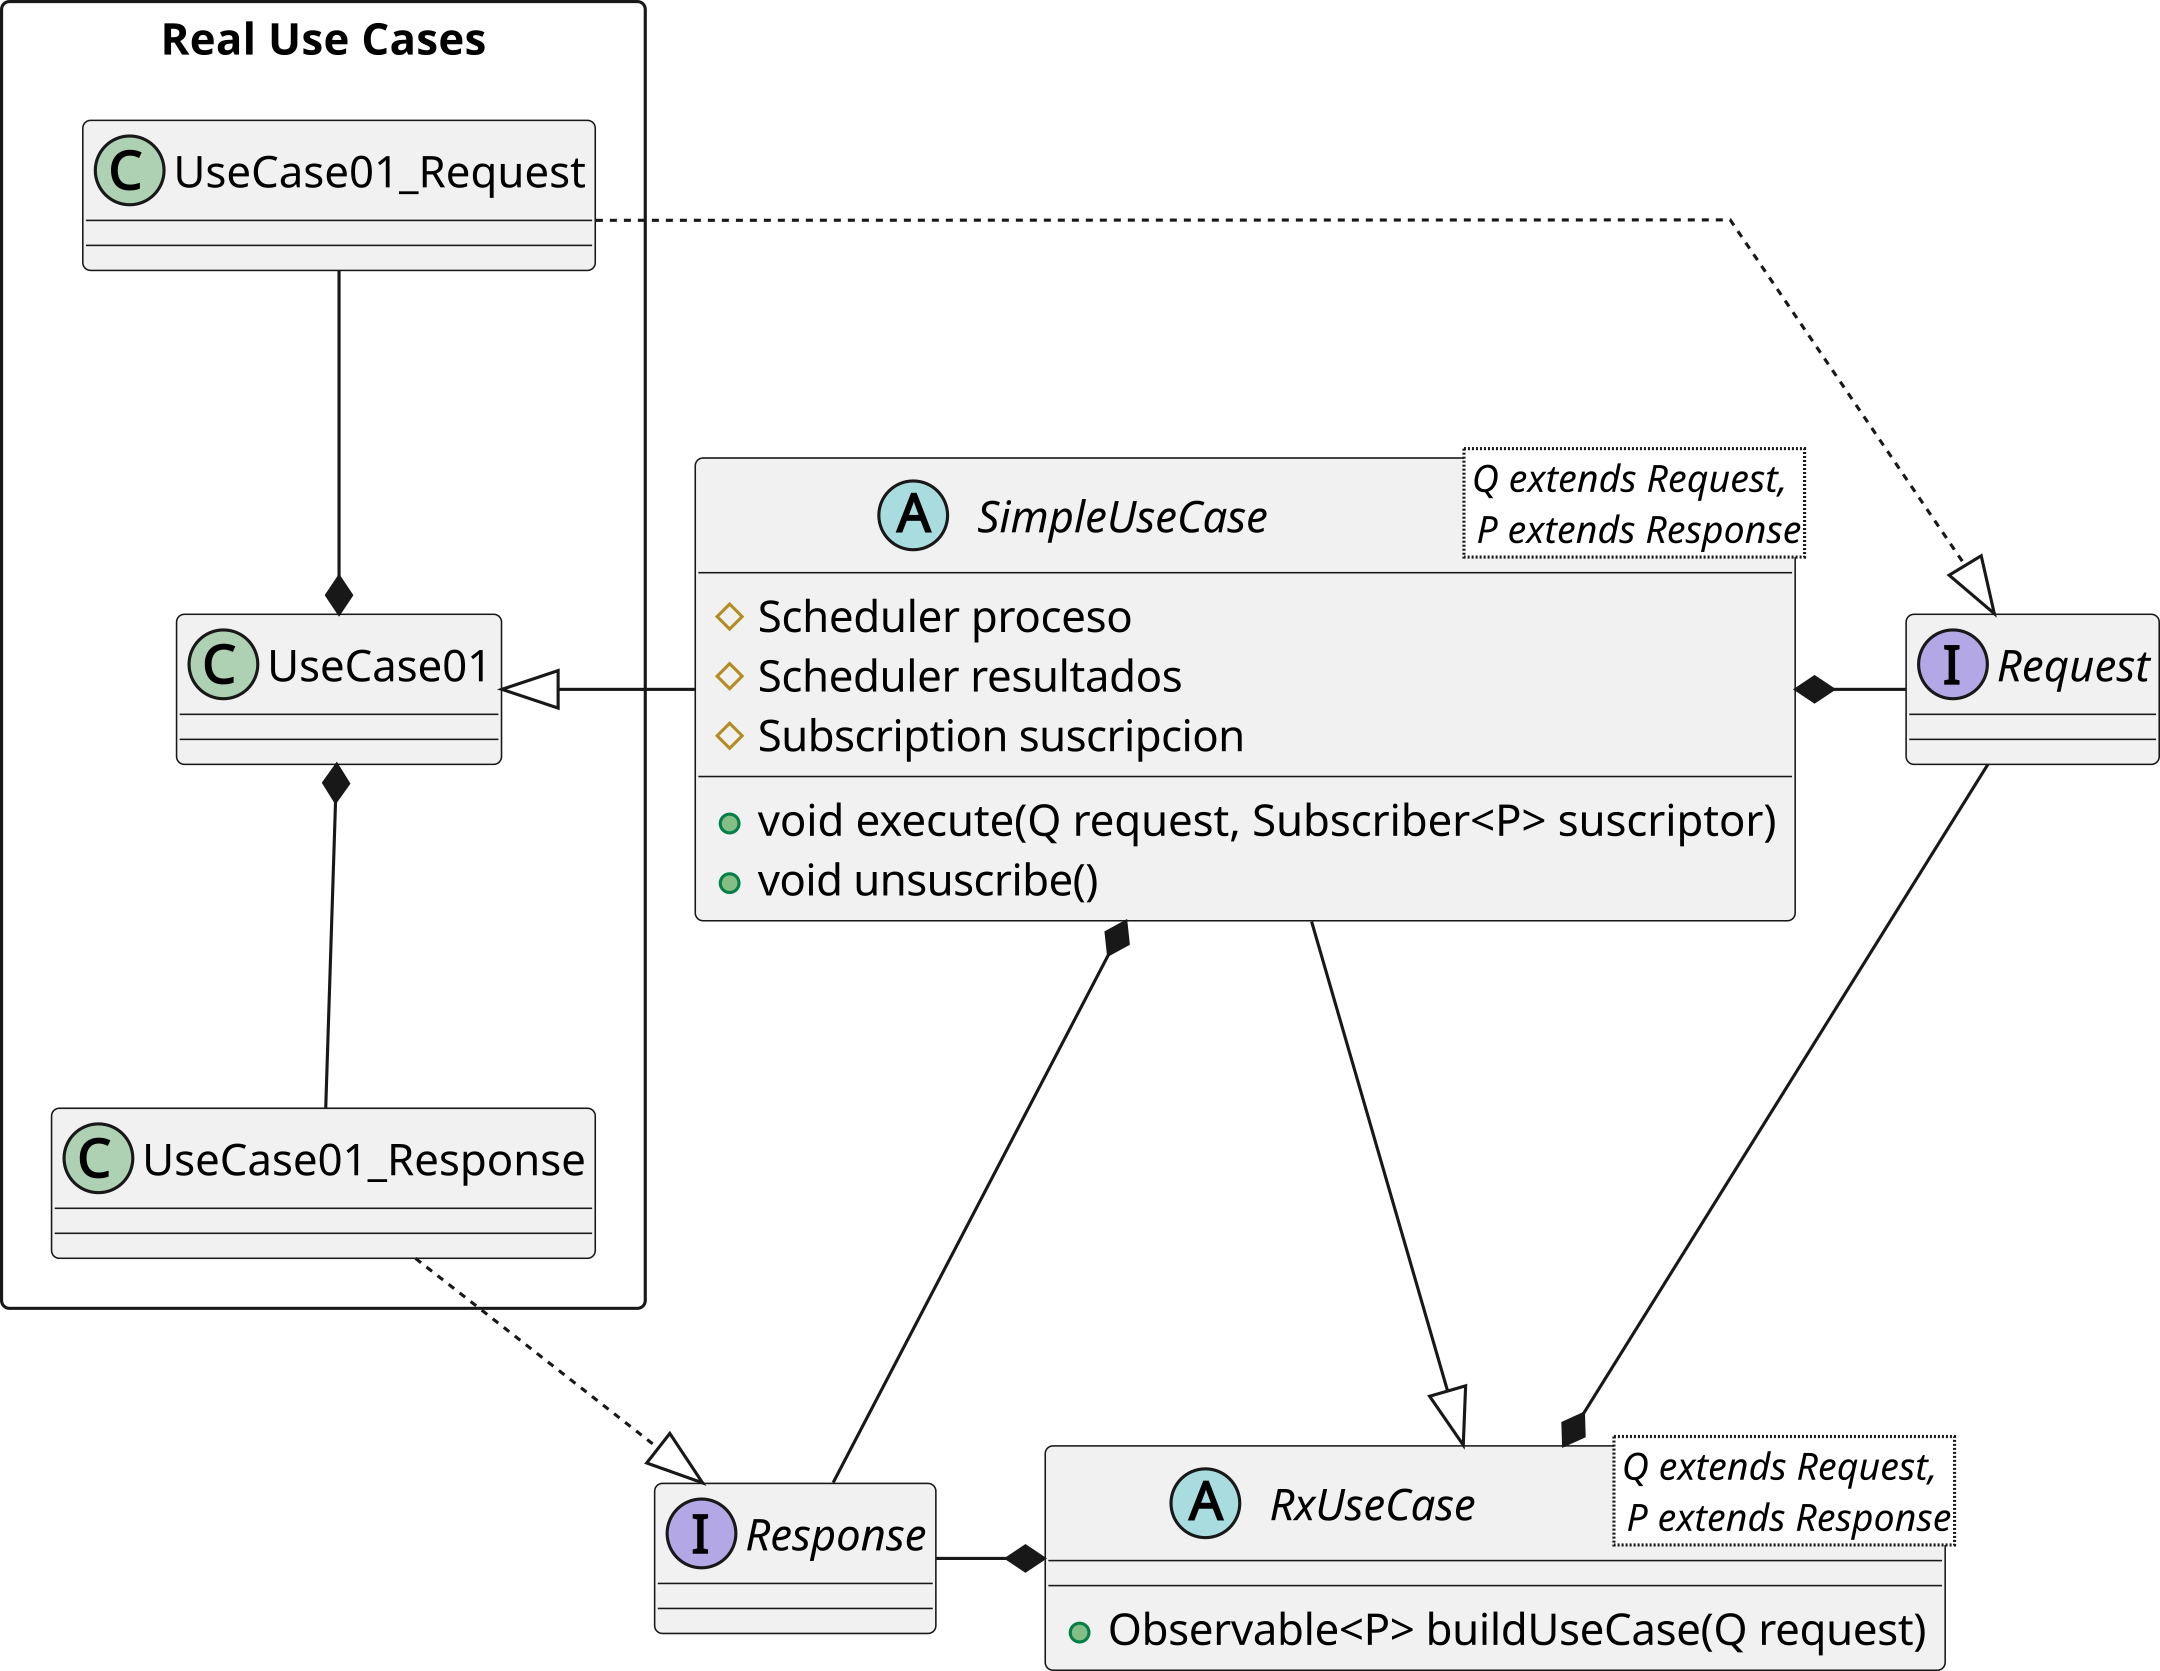 Real Use Cases
C UseCase01_Request
A SimpleUseCase
Q extends Request,
P extends Response
Scheduler proceso
Scheduler resultados
Subscription suscripcion
void execute(Q request, Subscriber<P> suscriptor)
void unsuscribe()
C UseCase01
I Request
C UseCase01_Response
I Response
A RxUseCase
Q extends Request,
P extends Response
Observable<P> buildUseCase(Q request)